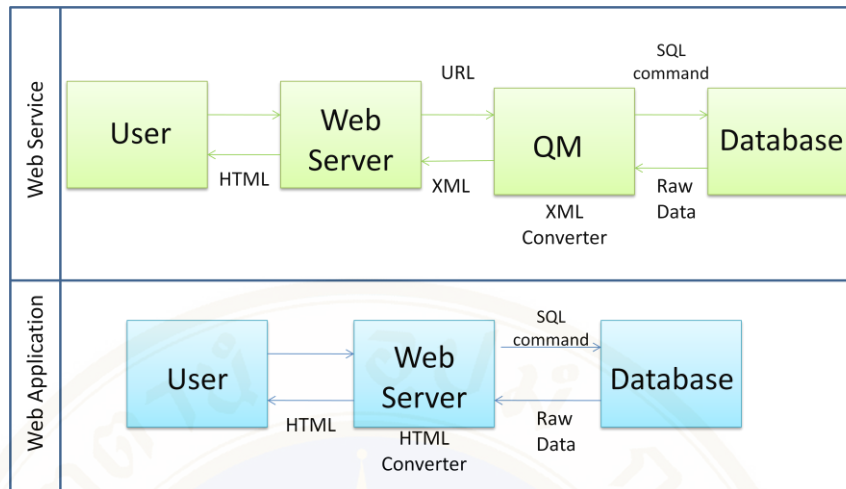 Web Service
User
Web
Server
QM
Database
URL
SQL
command
HTML
XML
Raw
Data
XML
Converter
Web Application
User
Web
Server
Database
SQL
command
HTML
Raw
Data
HTML
Converter